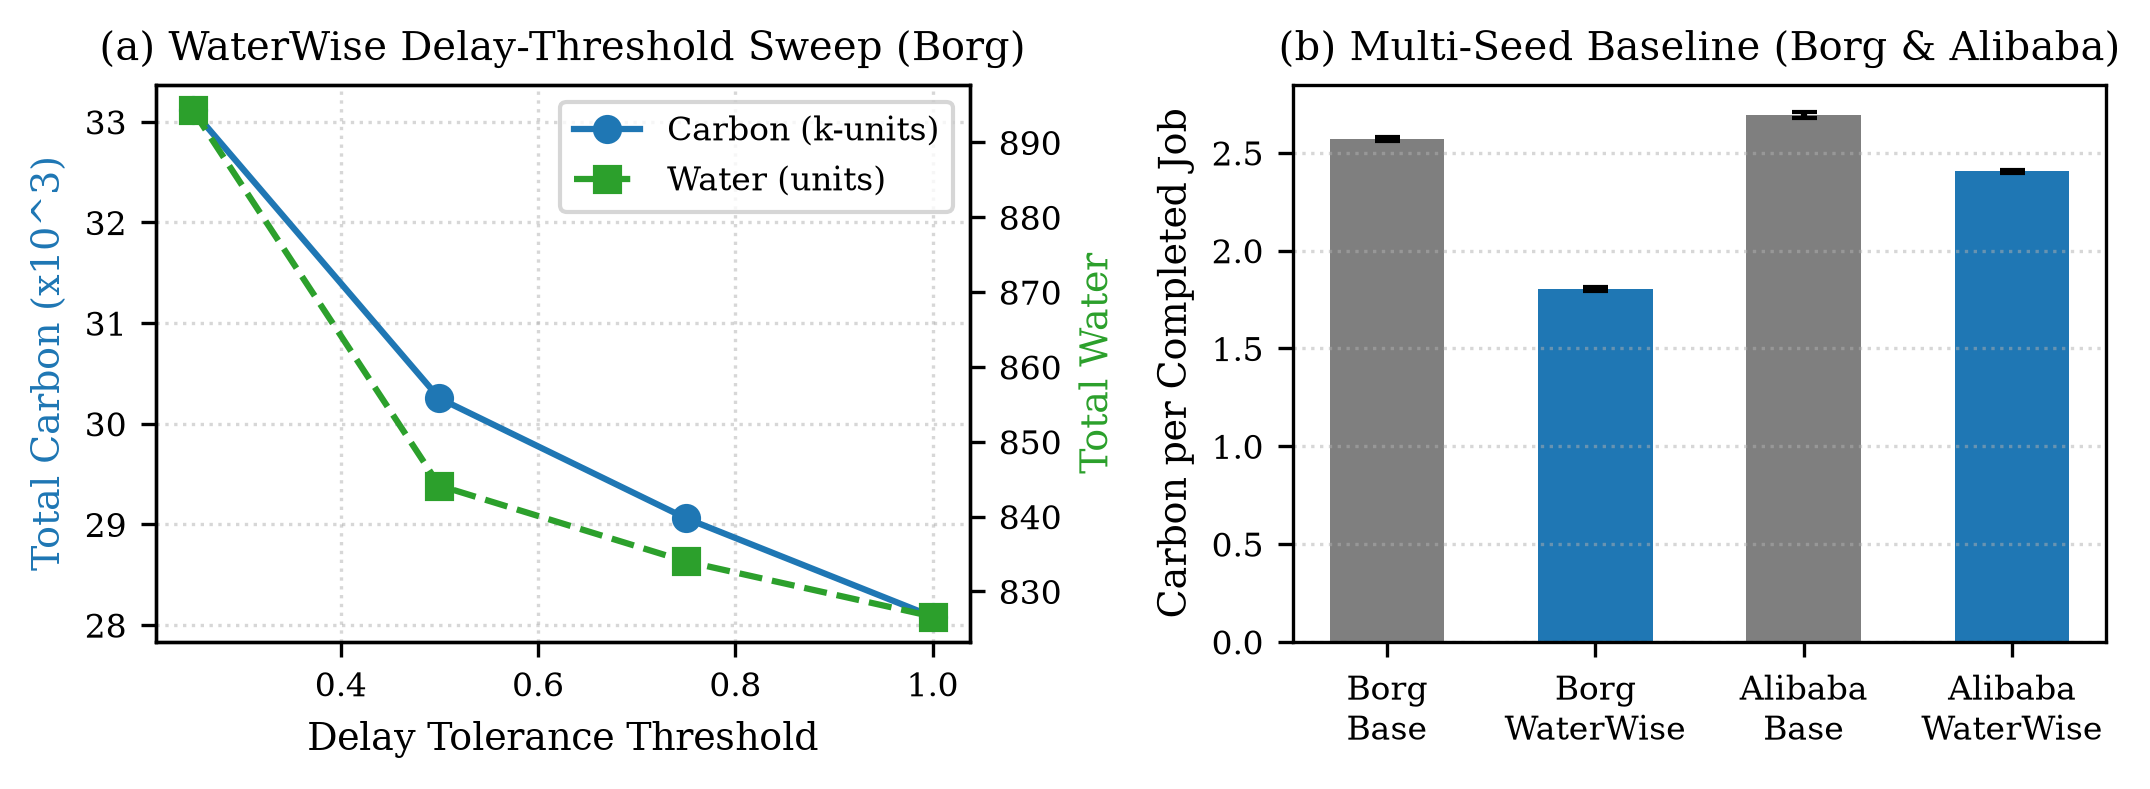 (a) WaterWise Delay-Threshold Sweep (Borg)
Total Carbon (x10^3)
33
32
31
30
29
28
Carbon (k-units)
Water (units)
890
880
870
860
850
840
830
Total Water
0.4 0.6 0.8 1.0
Delay Tolerance Threshold
(b) Multi-Seed Baseline (Borg & Alibaba)
Carbon per Completed Job
2.5
2.0
1.5
1.0
0.5
0.0
Borg
Base
Borg
WaterWise
Alibaba
Base
Alibaba
WaterWise